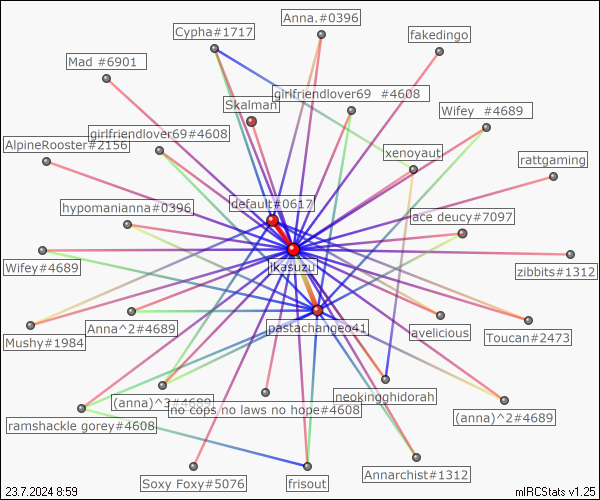 Anna.#0396
Cypha#1717
fakedingo
Mad #6901
girlfriendlover69  #4608
Skalman
Wifey  #4689
girlfriendlover69#4608
AlpineRooster#2156
xenoyaut
rattgaming
default#0617
hypomanianna#0396
ace deucy#7097
jkasuzu
Wifey#4689
zibbits#1312
pastachangeo41
Anna^2#4689
avelicious
Toucan#2473
Mushy#1984
neokingghidorah
(anna)^3#4689
no cops no laws no hope#4608
(anna)^2#4689
ramshackle gorey#4608
Annarchist#1312
Soxy Foxy#5076
frisout
23.7.2024 8:59
mIRCStats v1.25